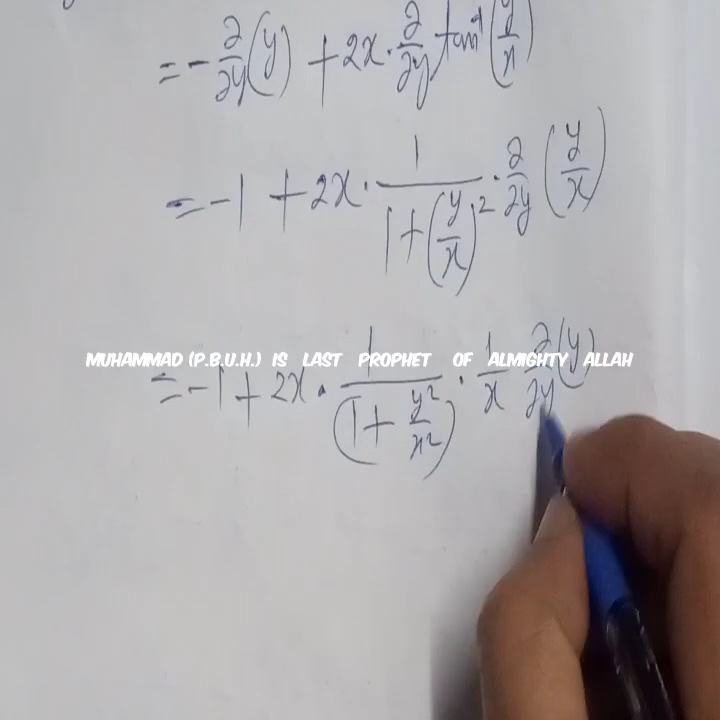 = - ∂/∂y (y) + 2x · ∂/∂y tan⁻¹ (y/x)
= -1 + 2x · 1/(1+(y/x)²) · ∂/∂y (y/x)
MUHAMMAD (P.B.U.H.) IS LAST PROPHET OF ALMIGHTY ALLAH
= -1 + 2x · 1/(1 + y²/x²) · 1/x ∂/∂y (y)